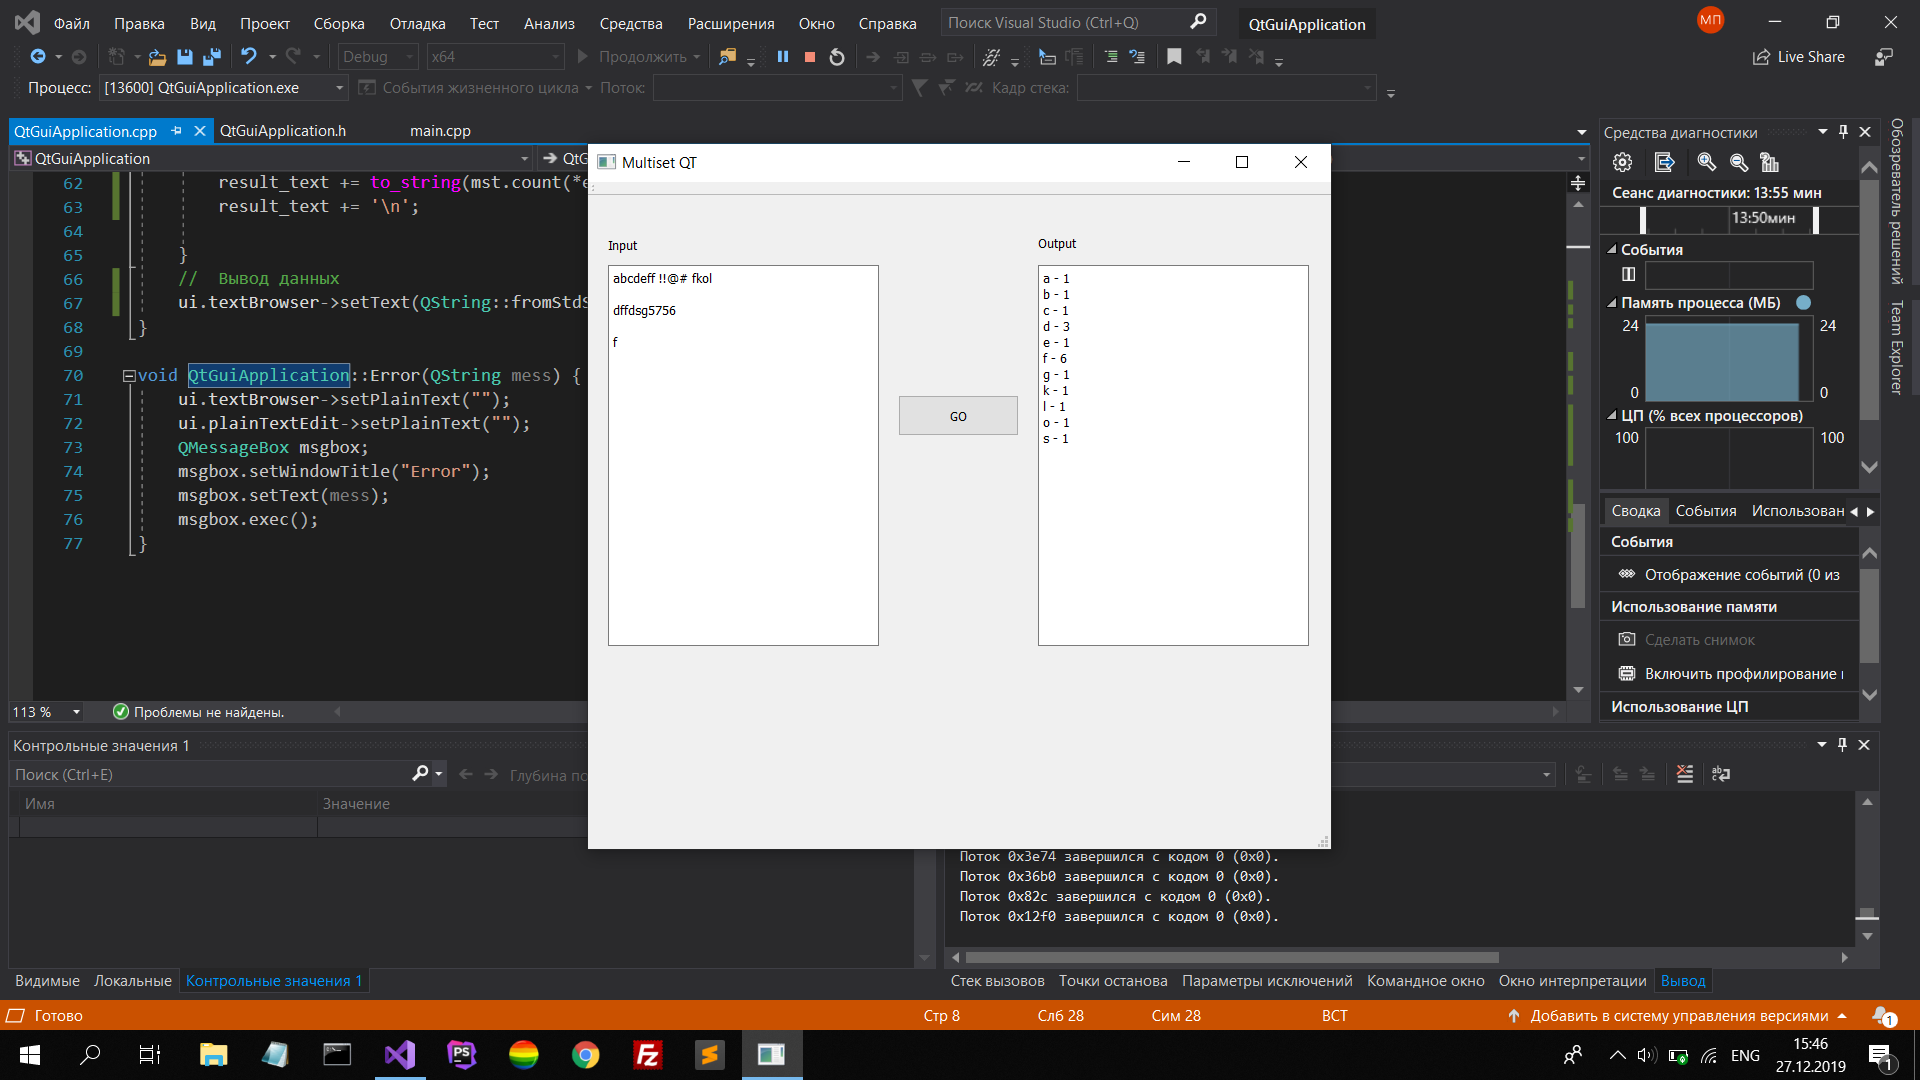 Файл Правка Вид Проект Сборка Отладка Тест Анализ Средства Расширения Окно Справка Поиск Visual Studio (Ctrl+Q) QtGuiApplication МП
Debug x64 Продолжить Live Share
Процесс: [13600] QtGuiApplication.exe События жизненного цикла Поток: Кадр стека:
QtGuiApplication.cpp QtGuiApplication.h main.cpp
QtGuiApplication
62 result_text += to_string(mst.count(*
63 result_text += '\n';
64
65 }
66 // Вывод данных
67 ui.textBrowser->setText(QString::fromStdS
68 }
69
70 void QtGuiApplication::Error(QString mess) {
71 ui.textBrowser->setPlainText("");
72 ui.plainTextEdit->setPlainText("");
73 QMessageBox msgbox;
74 msgbox.setWindowTitle("Error");
75 msgbox.setText(mess);
76 msgbox.exec();
77 }
113 % Проблемы не найдены.
Multiset QT
Input
abcdeff !!@# fkol
dffdsg5756
f
GO
Output
a - 1
b - 1
c - 1
d - 3
e - 1
f - 6
g - 1
k - 1
l - 1
o - 1
s - 1
Средства диагностики
Сеанс диагностики: 13:55 мин
13:50мин
События
Память процесса (МБ)
24 24
0 0
ЦП (% всех процессоров)
100 100
Сводка События Использован
События
Отображение событий (0 из
Использование памяти
Сделать снимок
Включить профилирование
Использование ЦП
Обозреватель решений
Team Explorer
Контрольные значения 1
Поиск (Ctrl+E) Глубина по
Имя Значение
Поток 0x3e74 завершился с кодом 0 (0x0).
Поток 0x36b0 завершился с кодом 0 (0x0).
Поток 0x82c завершился с кодом 0 (0x0).
Поток 0x12f0 завершился с кодом 0 (0x0).
Видимые Локальные Контрольные значения 1 Стек вызовов Точки останова Параметры исключений Командное окно Окно интерпретации Вывод
Готово Стр 8 Слб 28 Сим 28 ВСТ Добавить в систему управления версиями 1
ENG 15:46
27.12.2019 1